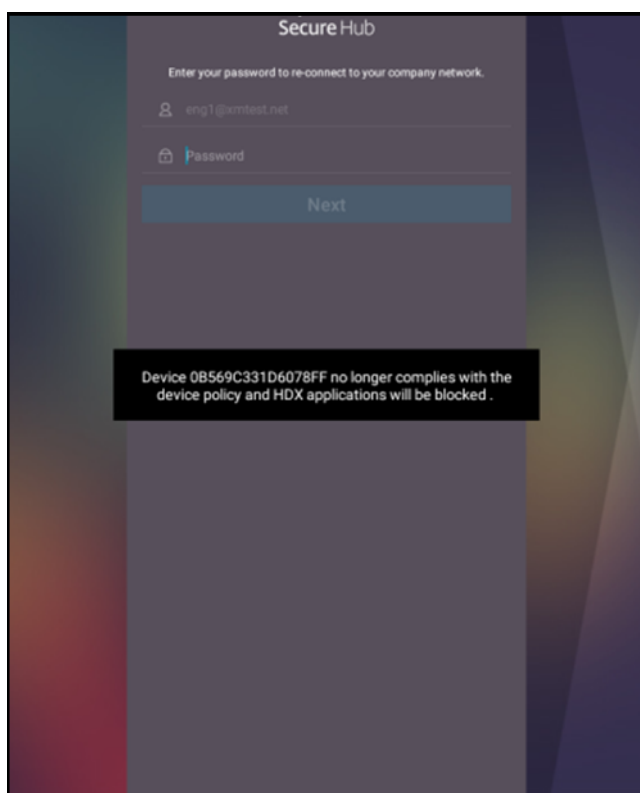 Secure Hub
Enter your password to re-connect to your company network.
eng1@xmtest.net
Password
Next
Device 0B569C331D6078FF no longer complies with the
device policy and HDX applications will be blocked .